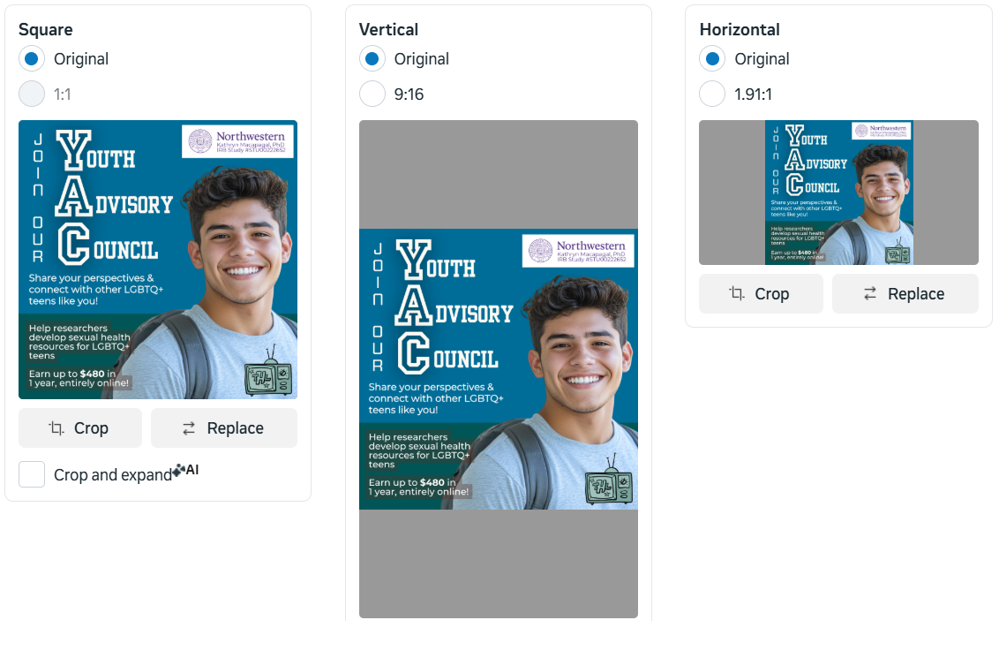 Square
Original
1:1
JOIN OUR
YOUTH
ADVISORY
COUNCIL
Northwestern
Kathryn Macapagal, PhD
IRB Study #STU00222652
Share your perspectives &
connect with other LGBTQ+
teens like you!
Help researchers
develop sexual health
resources for LGBTQ+
teens
Earn up to $480 in
1 year, entirely online!
Crop
Replace
Crop and expand AI
Vertical
Original
9:16
JOIN OUR
YOUTH
ADVISORY
COUNCIL
Northwestern
Kathryn Macapagal, PhD
IRB Study #STU00222652
Share your perspectives &
connect with other LGBTQ+
teens like you!
Help researchers
develop sexual health
resources for LGBTQ+
teens
Earn up to $480 in
1 year, entirely online!
Horizontal
Original
1.91:1
JOIN OUR
YOUTH
ADVISORY
COUNCIL
Northwestern
Kathryn Macapagal, PhD
IRB Study #STU00222652
Share your perspectives &
connect with other LGBTQ+
teens like you!
Help researchers
develop sexual health
resources for LGBTQ+
teens
Earn up to $480 in
1 year, entirely online!
Crop
Replace